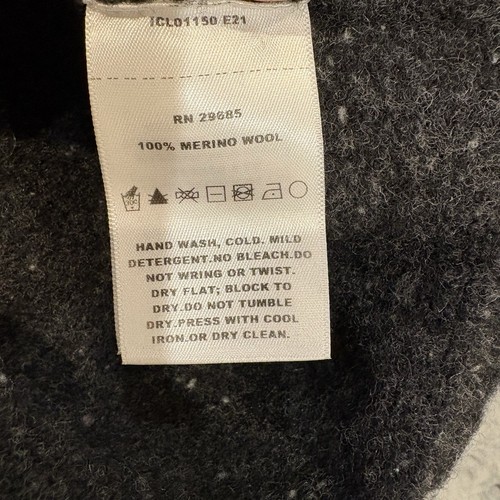 ICL01150 E21
RN 29685
100% MERINO WOOL
HAND WASH, COLD. MILD
DETERGENT.NO BLEACH.DO
NOT WRING OR TWIST.
DRY FLAT; BLOCK TO
DRY.DO NOT TUMBLE
DRY.PRESS WITH COOL
IRON.OR DRY CLEAN.